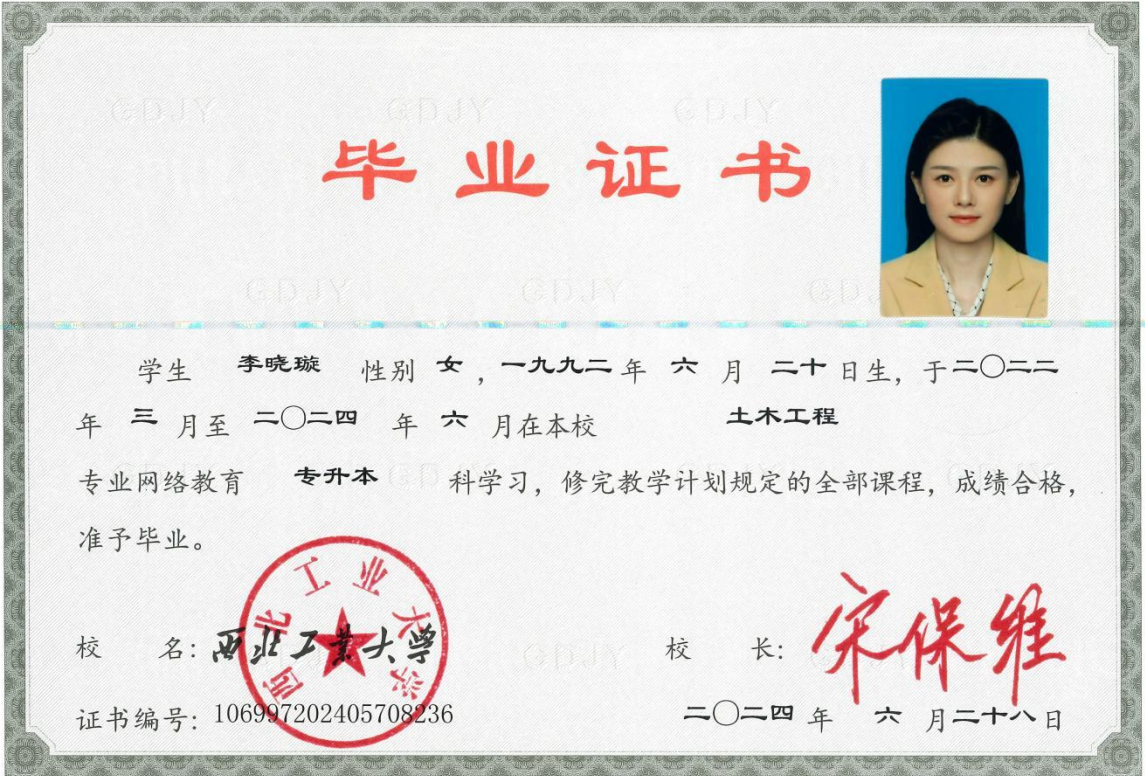 GDJY GDJY GDJY
毕业证书
GDJY GDJY GD
学生 李晓璇 性别 女，一九九二 年 六 月 二十 日生，于二〇二二
年 三 月至 二〇二四 年 六 月在本校 土木工程
专业网络教育 专升本 科学习，修完教学计划规定的全部课程，成绩合格，
准予毕业。
西北工业大学
校 名：西北工业大学
校 长：宋保维
GDJY
证书编号：106997202405708236
二〇二四 年 六 月二十八日